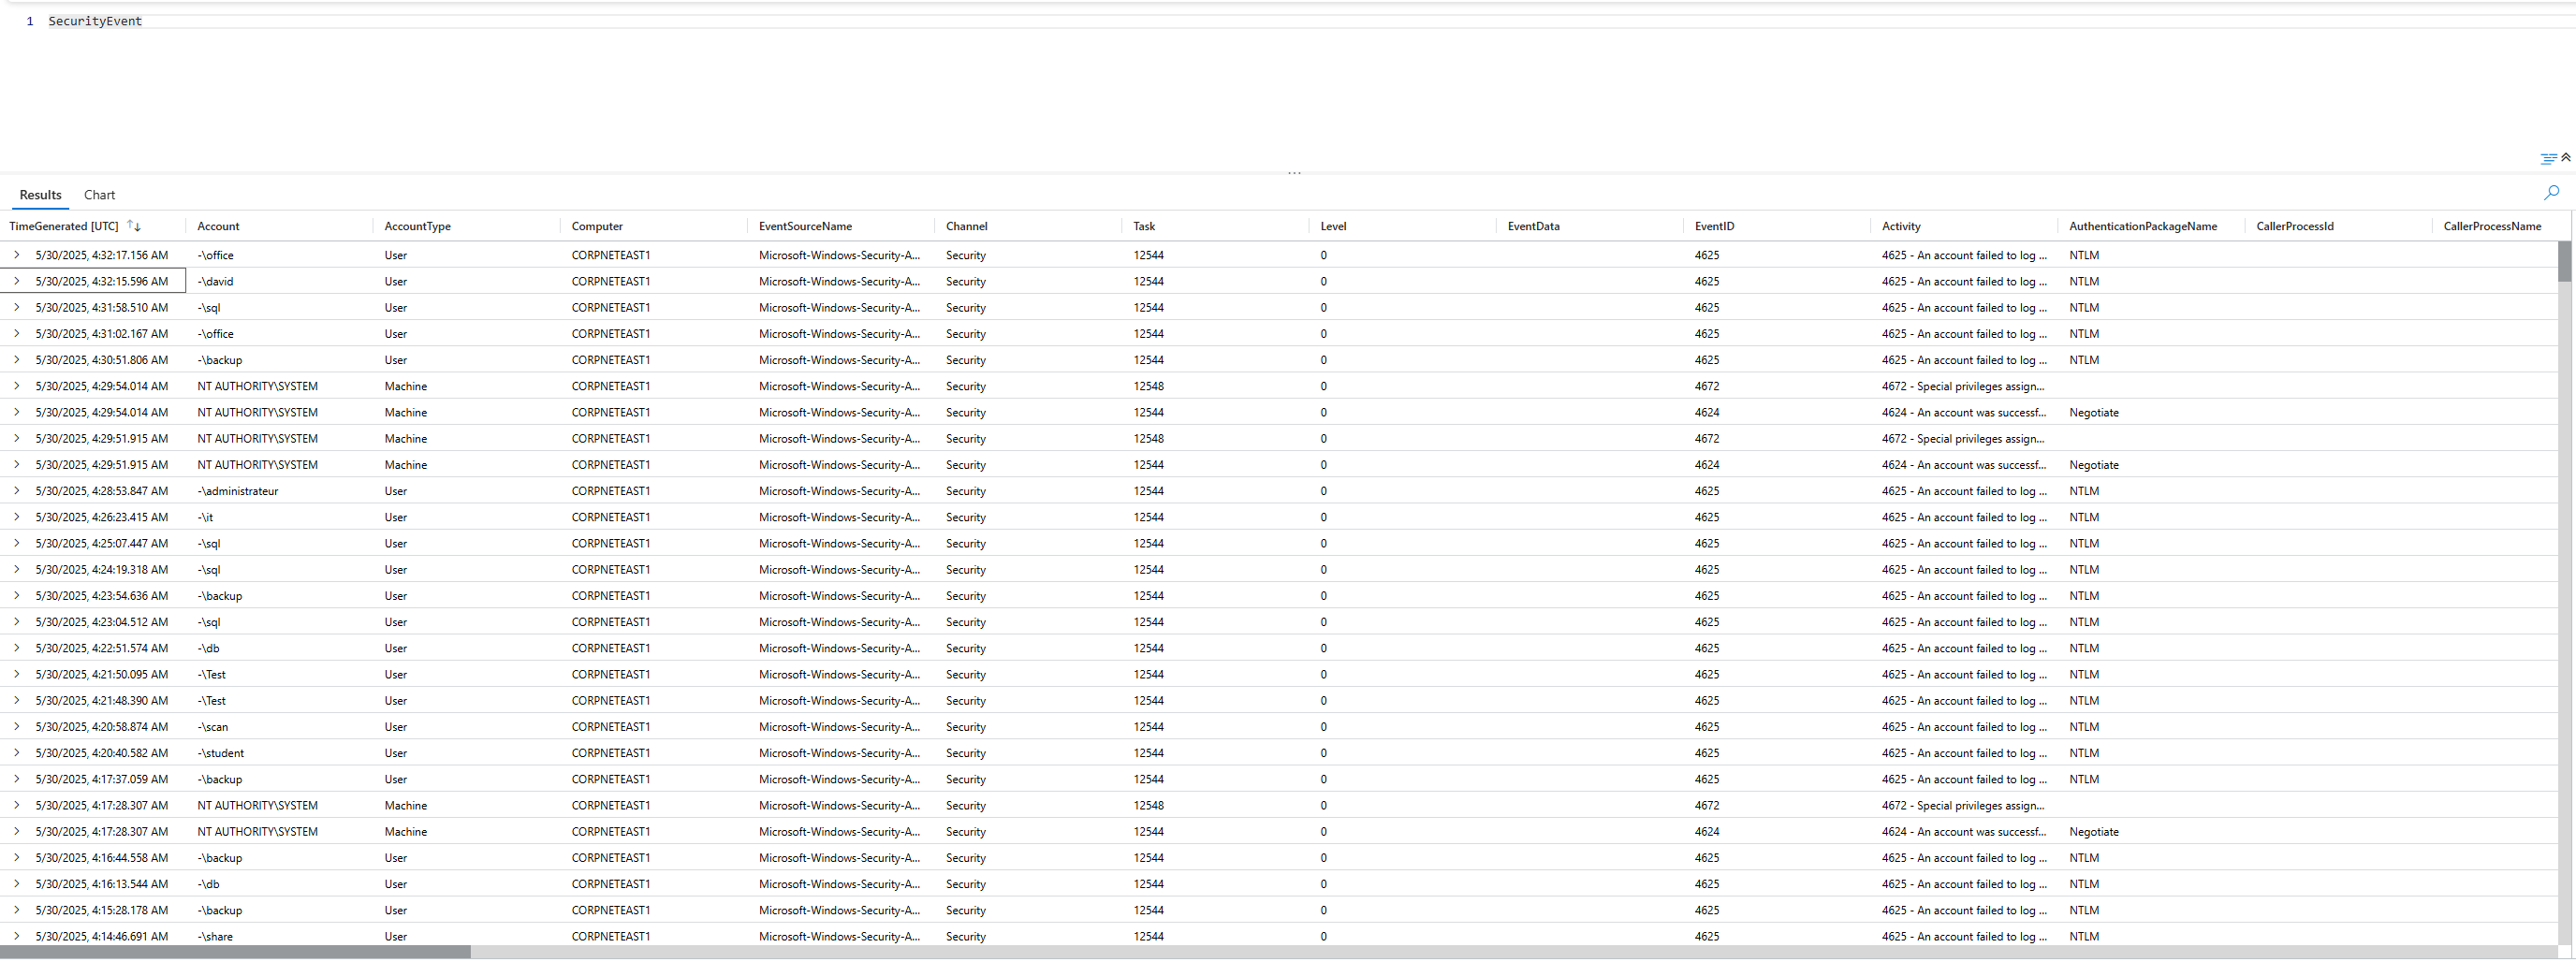 1 SecurityEvent
...
Results Chart
TimeGenerated [UTC] ↑↓ Account AccountType Computer EventSourceName Channel Task Level EventData EventID Activity AuthenticationPackageName CallerProcessId CallerProcessName
5/30/2025, 4:32:17.156 AM -\office User CORPNETEAST1 Microsoft-Windows-Security-A... Security 12544 0 4625 4625 - An account failed to log ... NTLM
5/30/2025, 4:32:15.596 AM -\david User CORPNETEAST1 Microsoft-Windows-Security-A... Security 12544 0 4625 4625 - An account failed to log ... NTLM
5/30/2025, 4:31:58.510 AM -\sql User CORPNETEAST1 Microsoft-Windows-Security-A... Security 12544 0 4625 4625 - An account failed to log ... NTLM
5/30/2025, 4:31:02.167 AM -\office User CORPNETEAST1 Microsoft-Windows-Security-A... Security 12544 0 4625 4625 - An account failed to log ... NTLM
5/30/2025, 4:30:51.806 AM -\backup User CORPNETEAST1 Microsoft-Windows-Security-A... Security 12544 0 4625 4625 - An account failed to log ... NTLM
5/30/2025, 4:29:54.014 AM NT AUTHORITY\SYSTEM Machine CORPNETEAST1 Microsoft-Windows-Security-A... Security 12548 0 4672 4672 - Special privileges assign...
5/30/2025, 4:29:54.014 AM NT AUTHORITY\SYSTEM Machine CORPNETEAST1 Microsoft-Windows-Security-A... Security 12544 0 4624 4624 - An account was successf... Negotiate
5/30/2025, 4:29:51.915 AM NT AUTHORITY\SYSTEM Machine CORPNETEAST1 Microsoft-Windows-Security-A... Security 12548 0 4672 4672 - Special privileges assign...
5/30/2025, 4:29:51.915 AM NT AUTHORITY\SYSTEM Machine CORPNETEAST1 Microsoft-Windows-Security-A... Security 12544 0 4624 4624 - An account was successf... Negotiate
5/30/2025, 4:28:53.847 AM -\administrateur User CORPNETEAST1 Microsoft-Windows-Security-A... Security 12544 0 4625 4625 - An account failed to log ... NTLM
5/30/2025, 4:26:23.415 AM -\it User CORPNETEAST1 Microsoft-Windows-Security-A... Security 12544 0 4625 4625 - An account failed to log ... NTLM
5/30/2025, 4:25:07.447 AM -\sql User CORPNETEAST1 Microsoft-Windows-Security-A... Security 12544 0 4625 4625 - An account failed to log ... NTLM
5/30/2025, 4:24:19.318 AM -\sql User CORPNETEAST1 Microsoft-Windows-Security-A... Security 12544 0 4625 4625 - An account failed to log ... NTLM
5/30/2025, 4:23:54.636 AM -\backup User CORPNETEAST1 Microsoft-Windows-Security-A... Security 12544 0 4625 4625 - An account failed to log ... NTLM
5/30/2025, 4:23:04.512 AM -\sql User CORPNETEAST1 Microsoft-Windows-Security-A... Security 12544 0 4625 4625 - An account failed to log ... NTLM
5/30/2025, 4:22:51.574 AM -\db User CORPNETEAST1 Microsoft-Windows-Security-A... Security 12544 0 4625 4625 - An account failed to log ... NTLM
5/30/2025, 4:21:50.095 AM -\Test User CORPNETEAST1 Microsoft-Windows-Security-A... Security 12544 0 4625 4625 - An account failed to log ... NTLM
5/30/2025, 4:21:48.390 AM -\Test User CORPNETEAST1 Microsoft-Windows-Security-A... Security 12544 0 4625 4625 - An account failed to log ... NTLM
5/30/2025, 4:20:58.874 AM -\scan User CORPNETEAST1 Microsoft-Windows-Security-A... Security 12544 0 4625 4625 - An account failed to log ... NTLM
5/30/2025, 4:20:40.582 AM -\student User CORPNETEAST1 Microsoft-Windows-Security-A... Security 12544 0 4625 4625 - An account failed to log ... NTLM
5/30/2025, 4:17:37.059 AM -\backup User CORPNETEAST1 Microsoft-Windows-Security-A... Security 12544 0 4625 4625 - An account failed to log ... NTLM
5/30/2025, 4:17:28.307 AM NT AUTHORITY\SYSTEM Machine CORPNETEAST1 Microsoft-Windows-Security-A... Security 12548 0 4672 4672 - Special privileges assign...
5/30/2025, 4:17:28.307 AM NT AUTHORITY\SYSTEM Machine CORPNETEAST1 Microsoft-Windows-Security-A... Security 12544 0 4624 4624 - An account was successf... Negotiate
5/30/2025, 4:16:44.558 AM -\backup User CORPNETEAST1 Microsoft-Windows-Security-A... Security 12544 0 4625 4625 - An account failed to log ... NTLM
5/30/2025, 4:16:13.544 AM -\db User CORPNETEAST1 Microsoft-Windows-Security-A... Security 12544 0 4625 4625 - An account failed to log ... NTLM
5/30/2025, 4:15:28.178 AM -\backup User CORPNETEAST1 Microsoft-Windows-Security-A... Security 12544 0 4625 4625 - An account failed to log ... NTLM
5/30/2025, 4:14:46.691 AM -\share User CORPNETEAST1 Microsoft-Windows-Security-A... Security 12544 0 4625 4625 - An account failed to log ... NTLM